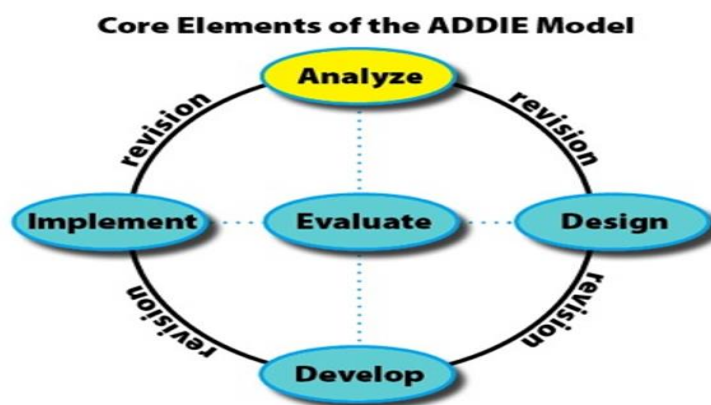 Core Elements of the ADDIE Model
Analyze
revision
revision
Implement
Evaluate
Design
revision
revision
Develop